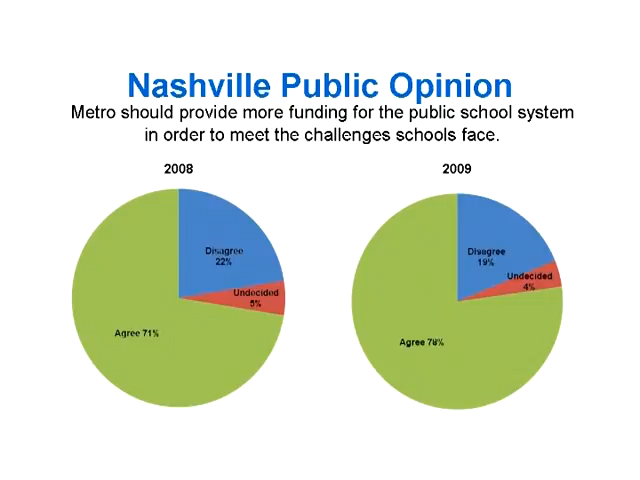 Nashville Public Opinion
Metro should provide more funding for the public school system
in order to meet the challenges schools face.
2008
2009
Disagree
22%
Undecided
5%
Agree 71%
Disagree
19%
Undecided
4%
Agree 78%